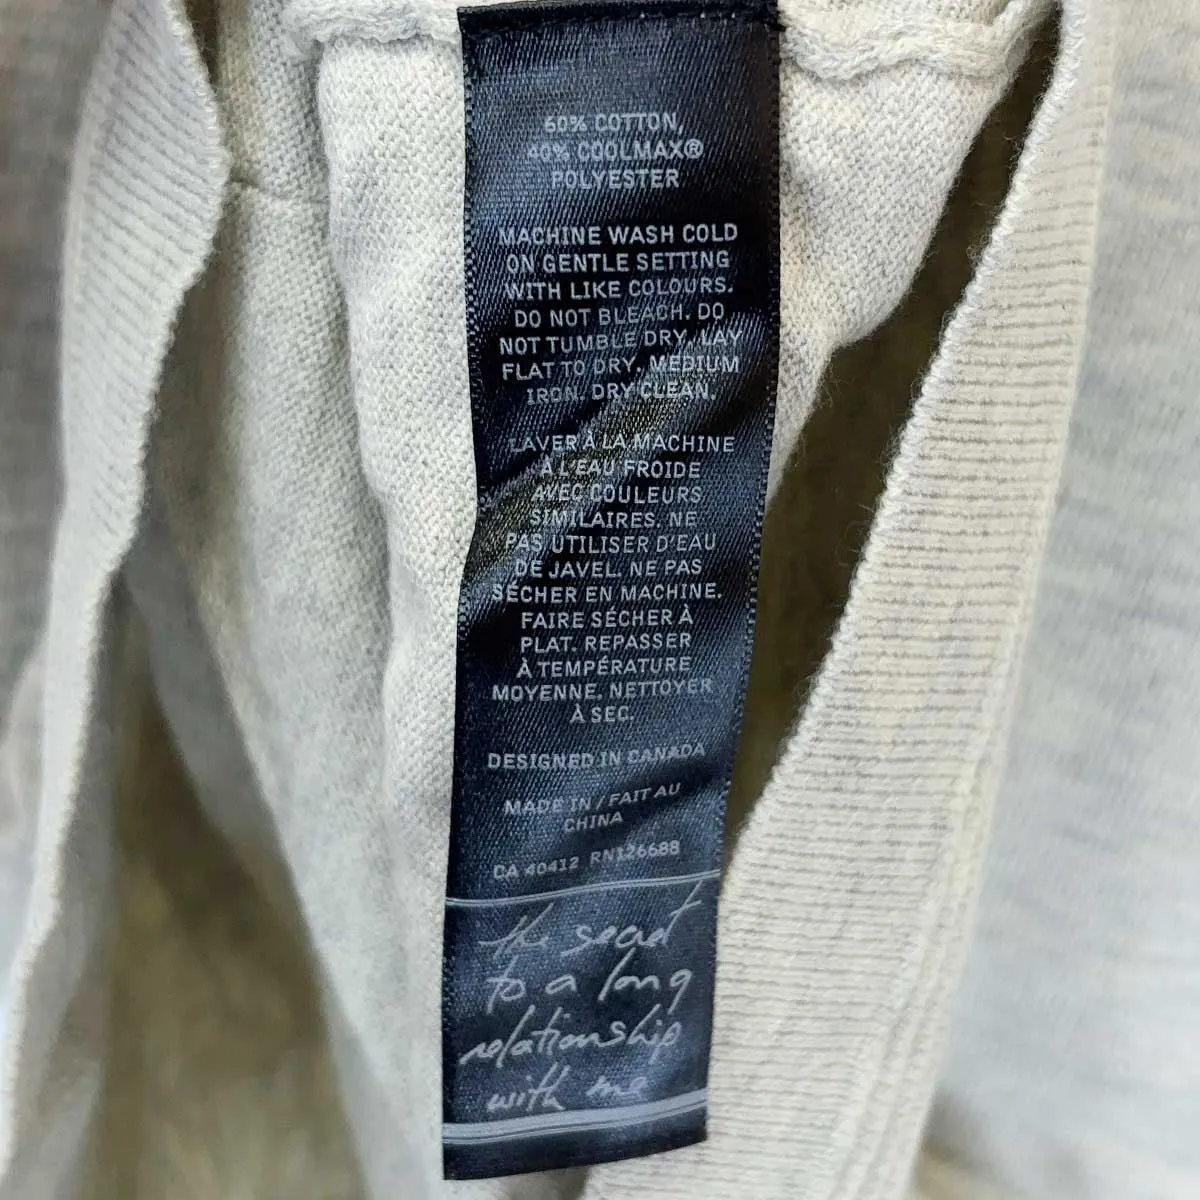 60% COTTON,
40% COOLMAX®
POLYESTER
MACHINE WASH COLD
ON GENTLE SETTING
WITH LIKE COLOURS.
DO NOT BLEACH. DO
NOT TUMBLE DRY. LAY
FLAT TO DRY. MEDIUM
IRON. DRY CLEAN.
LAVER À LA MACHINE
À L'EAU FROIDE
AVEC COULEURS
SIMILAIRES. NE
PAS UTILISER D'EAU
DE JAVEL. NE PAS
SÉCHER EN MACHINE.
FAIRE SÉCHER À
PLAT. REPASSER
À TEMPÉRATURE
MOYENNE. NETTOYER
À SEC.
DESIGNED IN CANADA
MADE IN / FAIT AU
CHINA
CA 40412 RN126688
the secret
to a long
relationship
with me